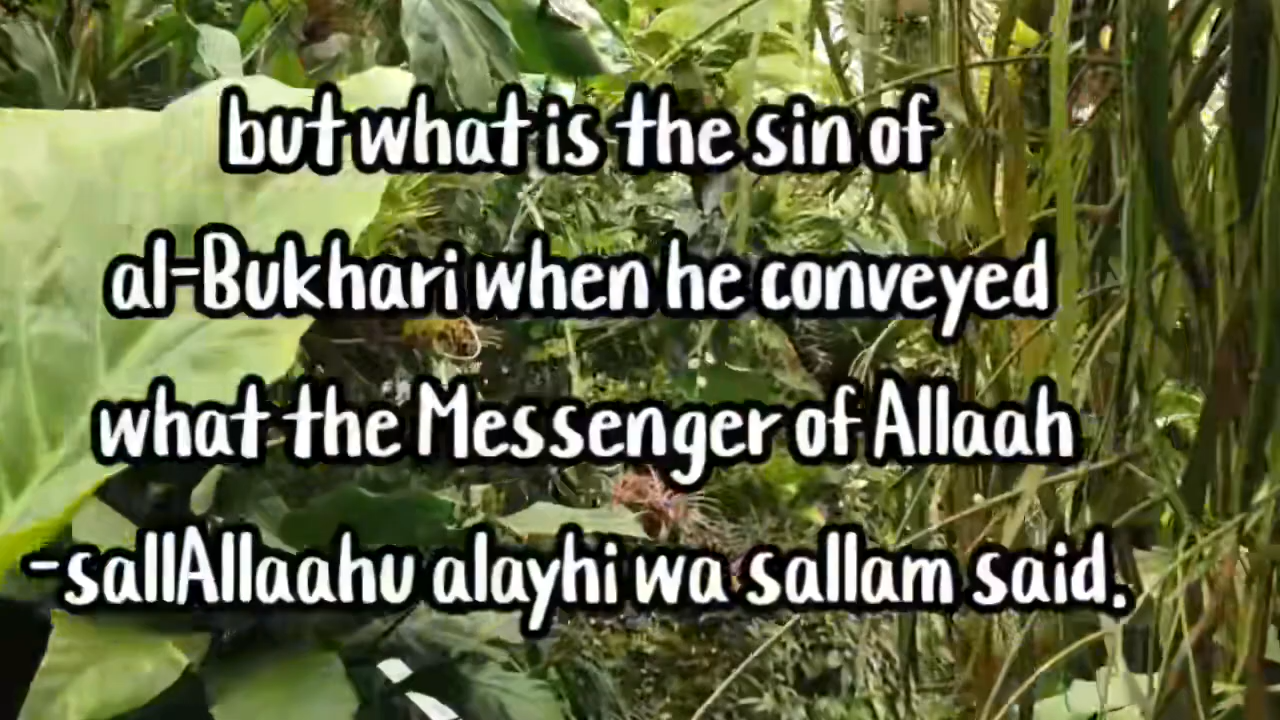 but what is the sin of
al-Bukhari when he conveyed
what the Messenger of Allaah
-sallAllaahu alayhi wa sallam said.